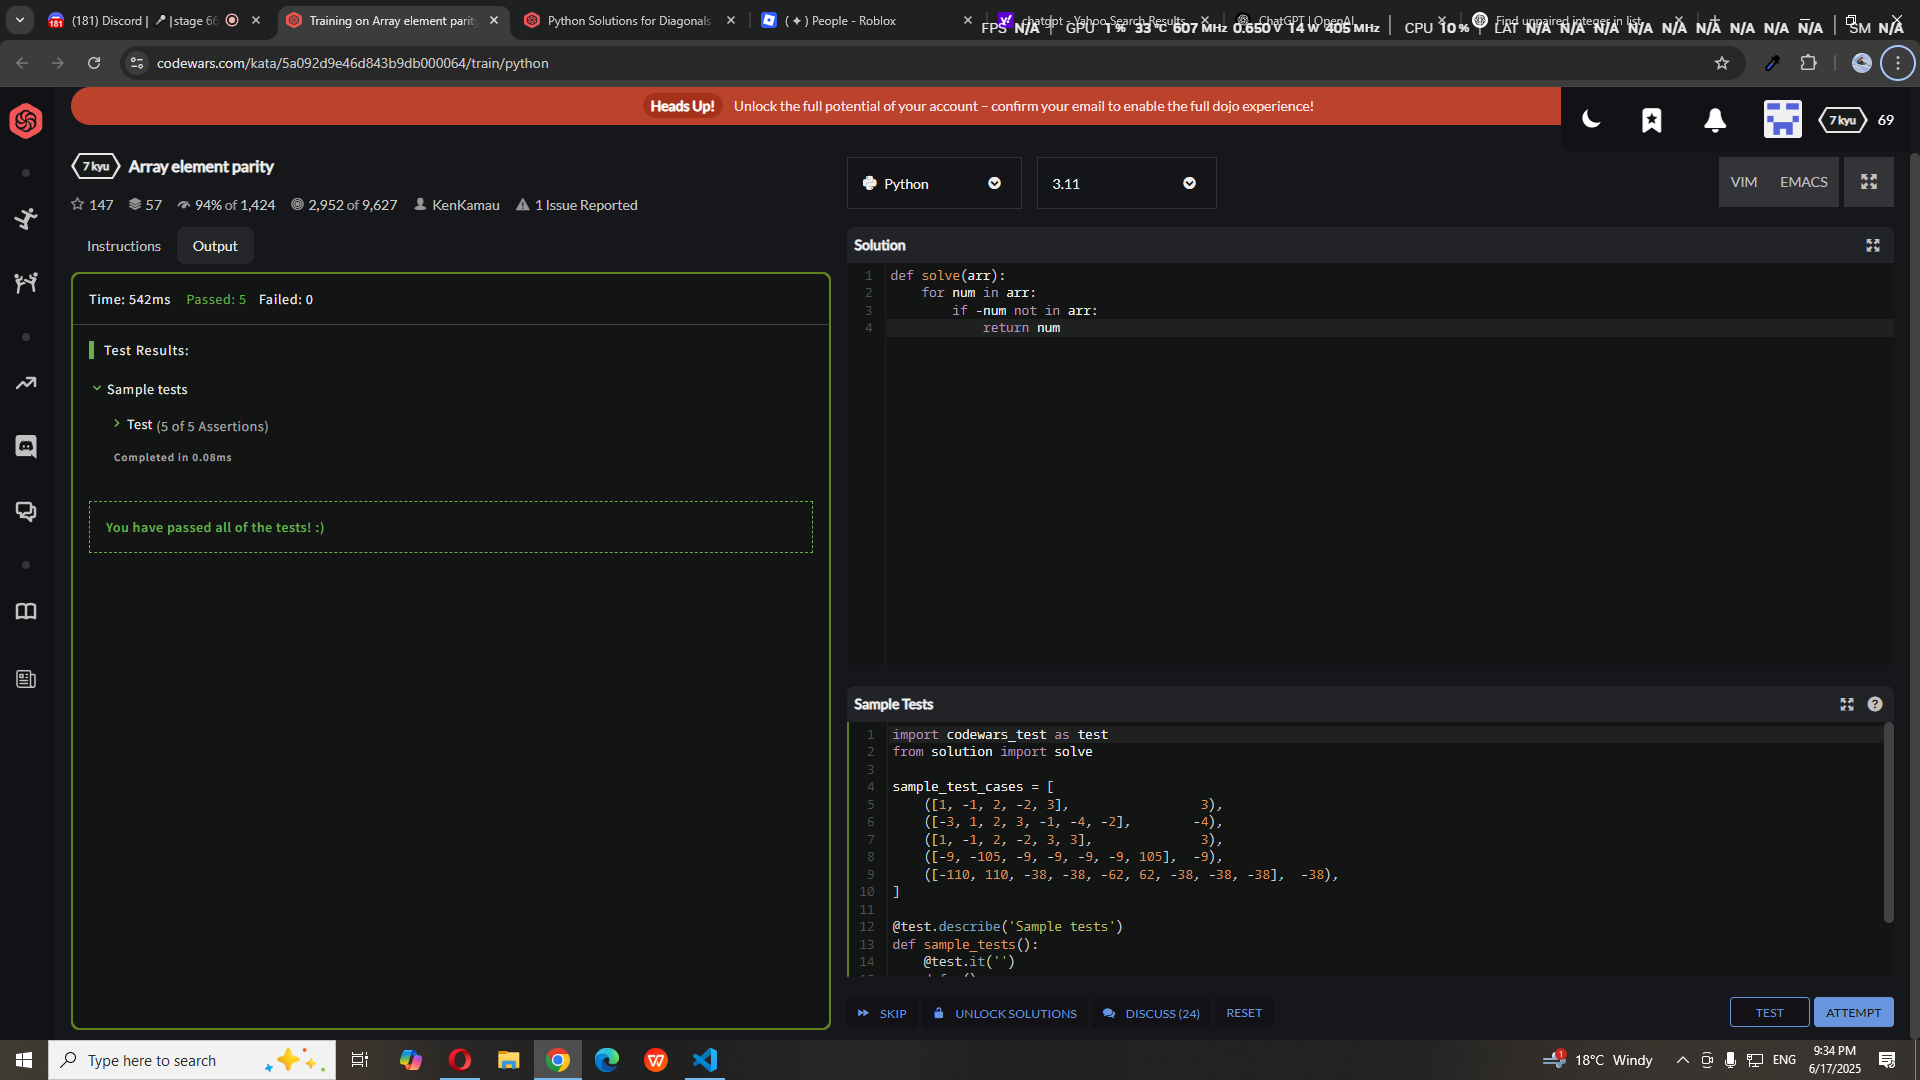 (181) Discord | 🎤|stage 66
Training on Array element parity
Python Solutions for Diagonals
(✦) People - Roblox
chatgpt - Yahoo Search Results
ChatGPT | OpenAI
Find unpaired integer in list
FPS N/A | GPU 1 % 33 °C 607 MHz 0.650 V 14 W 405 MHz | CPU 10 % | LAT N/A N/A N/A N/A N/A N/A N/A N/A N/A | SM N/A
codewars.com/kata/5a092d9e46d843b9db000064/train/python
Heads Up! Unlock the full potential of your account – confirm your email to enable the full dojo experience!
7 kyu 69
7 kyu Array element parity
147 57 94% of 1,424 2,952 of 9,627 KenKamau 1 Issue Reported
Instructions Output
Time: 542ms Passed: 5 Failed: 0
Test Results:
Sample tests
Test (5 of 5 Assertions)
Completed in 0.08ms
You have passed all of the tests! :)
Python 3.11 VIM EMACS
Solution
1 def solve(arr):
2 for num in arr:
3 if -num not in arr:
4 return num
Sample Tests
1 import codewars_test as test
2 from solution import solve
3
4 sample_test_cases = [
5 ([1, -1, 2, -2, 3], 3),
6 ([-3, 1, 2, 3, -1, -4, -2], -4),
7 ([1, -1, 2, -2, 3, 3], 3),
8 ([-9, -105, -9, -9, -9, -9, 105], -9),
9 ([-110, 110, -38, -38, -62, 62, -38, -38, -38], -38),
10 ]
11
12 @test.describe('Sample tests')
13 def sample_tests():
14 @test.it('')
SKIP UNLOCK SOLUTIONS DISCUSS (24) RESET TEST ATTEMPT
Type here to search
18°C Windy
ENG
9:34 PM
6/17/2025